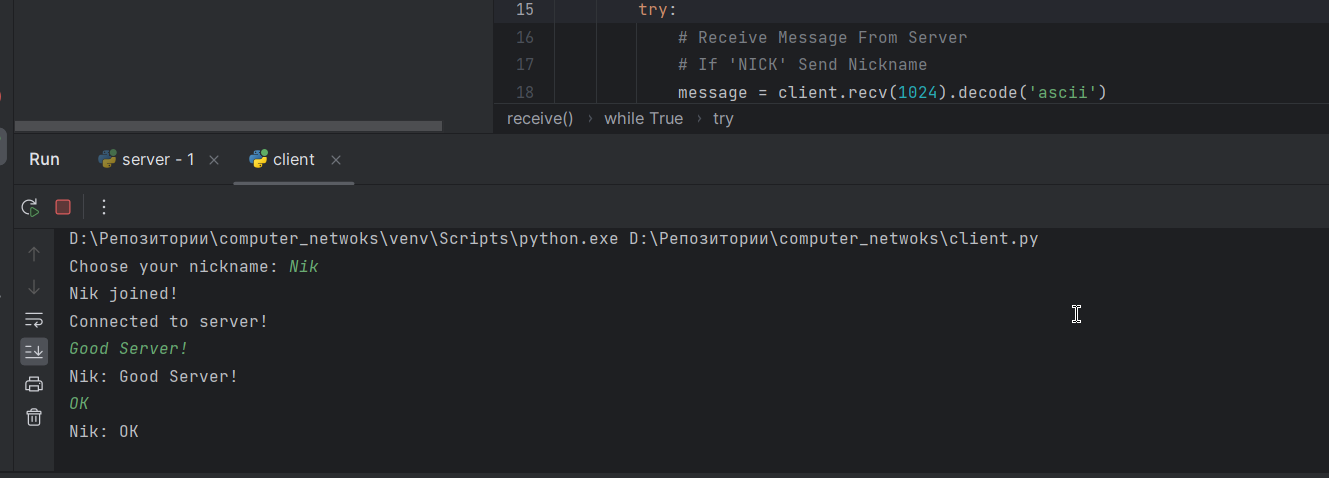 15 try:
16 # Receive Message From Server
17 # If 'NICK' Send Nickname
18 message = client.recv(1024).decode('ascii')
receive() › while True › try
Run server - 1 × client ×
D:\Репозитории\computer_netwoks\venv\Scripts\python.exe D:\Репозитории\computer_netwoks\client.py
Choose your nickname: Nik
Nik joined!
Connected to server!
Good Server!
Nik: Good Server!
OK
Nik: OK